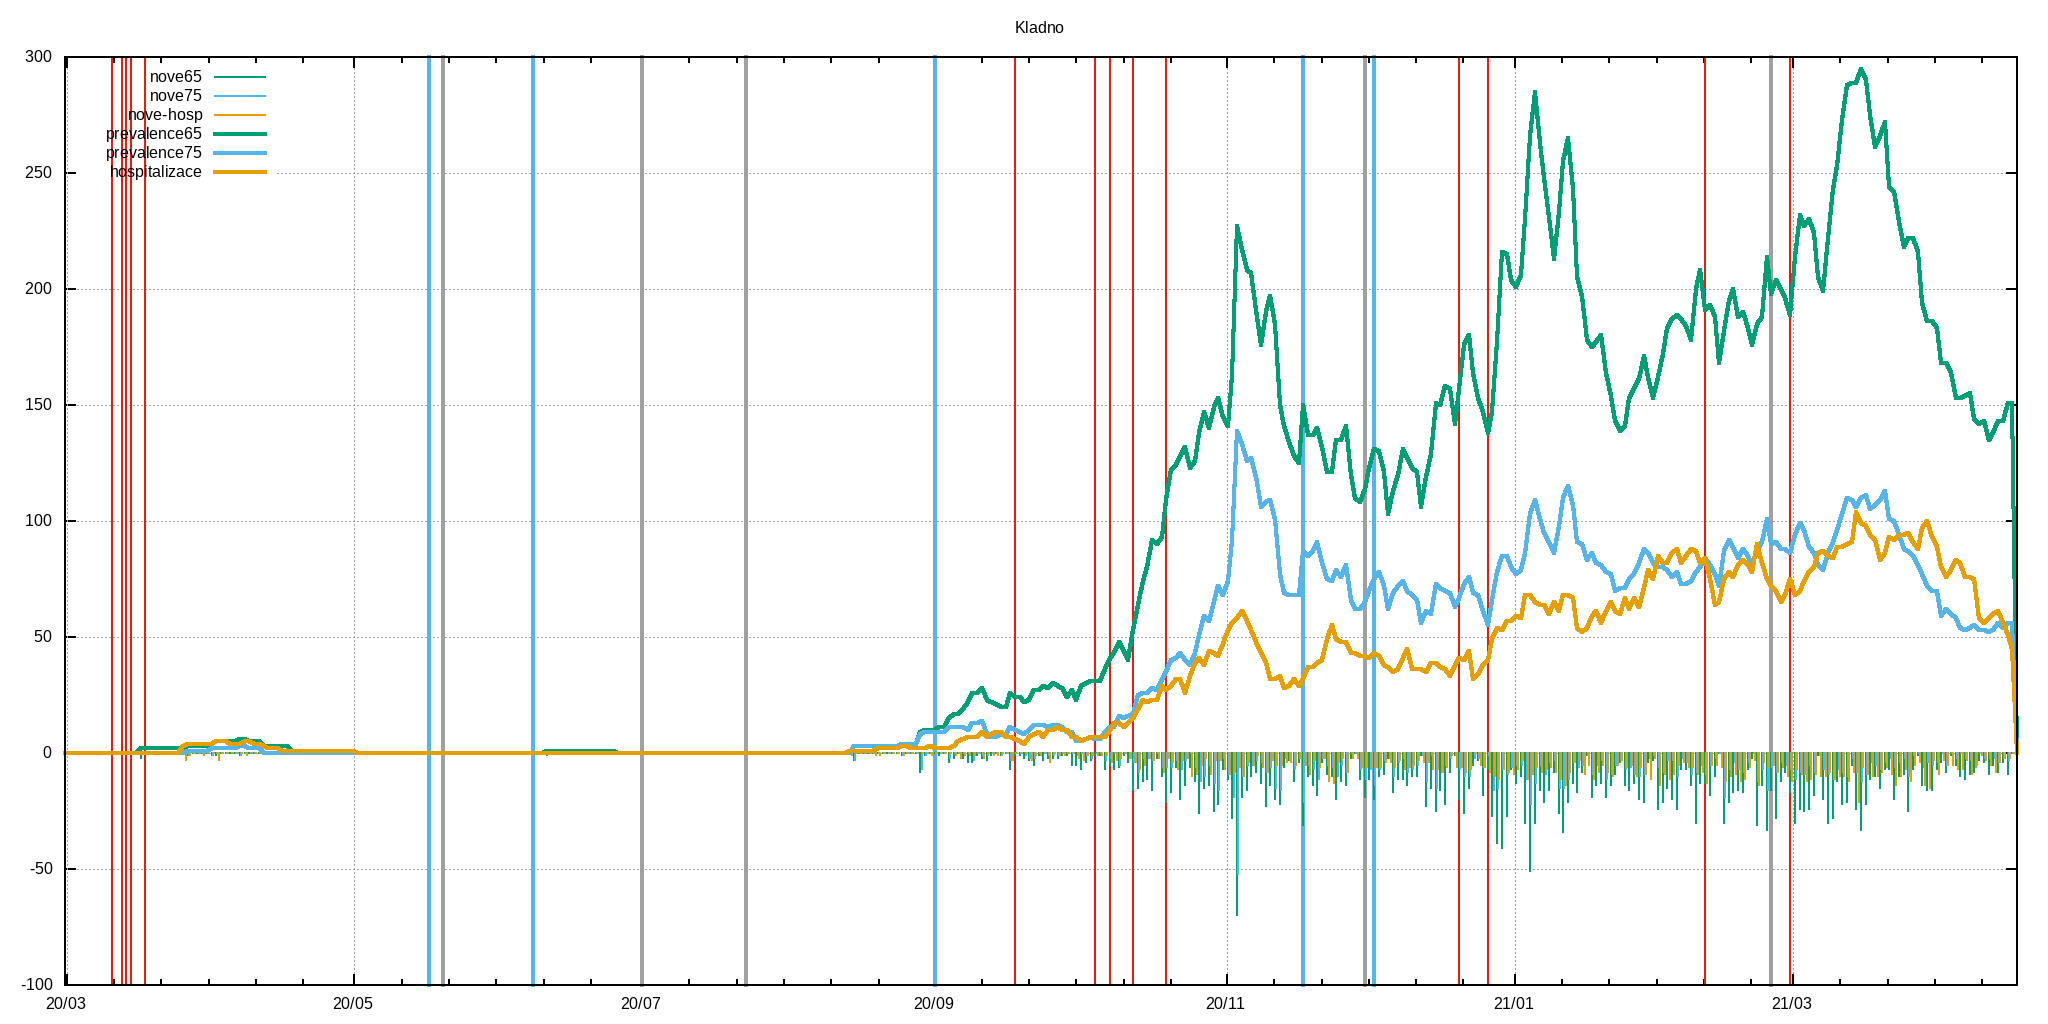 Kladno
300
nove65
nove75
nove-hosp
prevalence65
prevalence75
hospitalizace
250
200
150
100
50
0
-50
-100
20/03 20/05 20/07 20/09 20/11 21/01 21/03